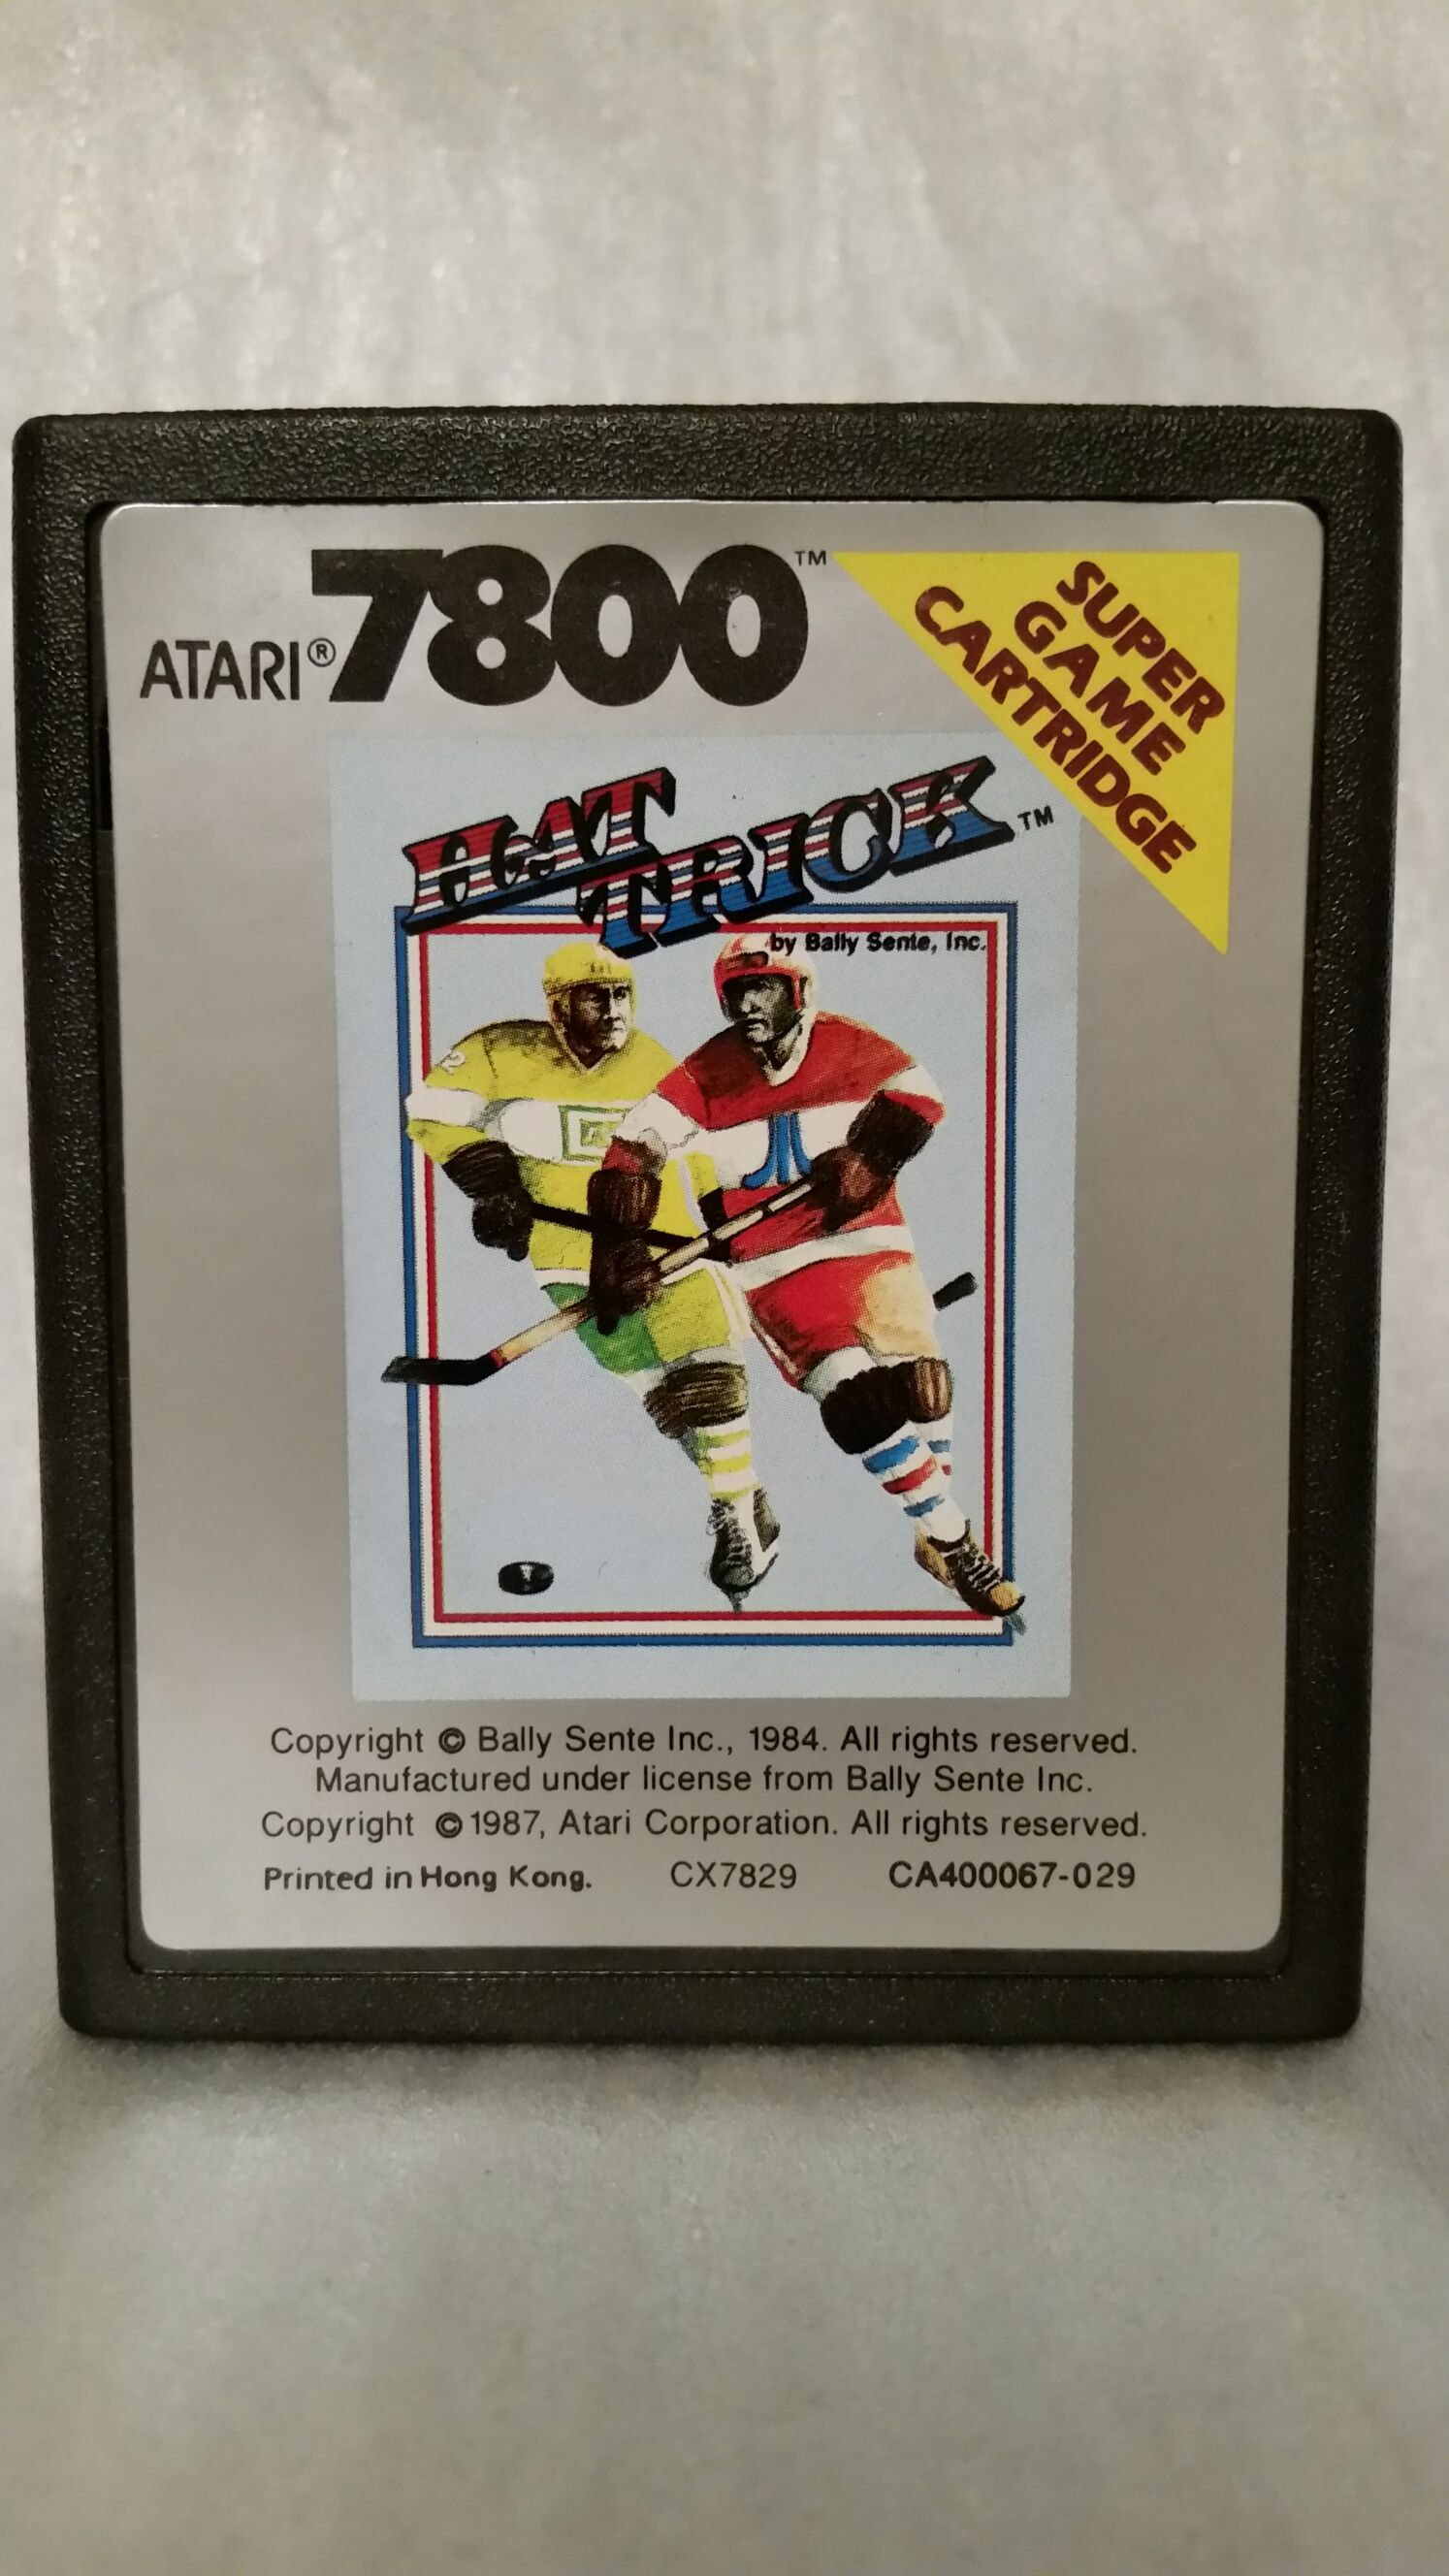 ATARI® 7800™
SUPER
GAME
CARTRIDGE
HAT
TRICK™
by Bally Sente, Inc.
2
Copyright © Bally Sente Inc., 1984. All rights reserved.
Manufactured under license from Bally Sente Inc.
Copyright ©1987, Atari Corporation. All rights reserved.
Printed in Hong Kong. CX7829 CA400067-029